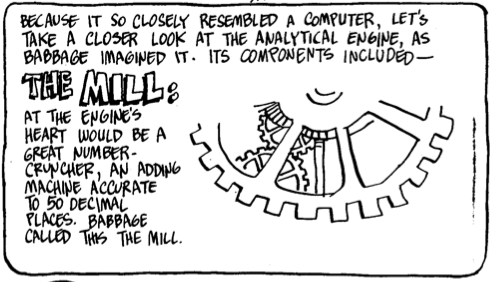 BECAUSE IT SO CLOSELY RESEMBLED A COMPUTER, LET'S
TAKE A CLOSER LOOK AT THE ANALYTICAL ENGINE, AS
BABBAGE IMAGINED IT. ITS COMPONENTS INCLUDED—
THE MILL:
AT THE ENGINE'S
HEART WOULD BE A
GREAT NUMBER-
CRUNCHER, AN ADDING
MACHINE ACCURATE
TO 50 DECIMAL
PLACES. BABBAGE
CALLED THIS THE MILL.